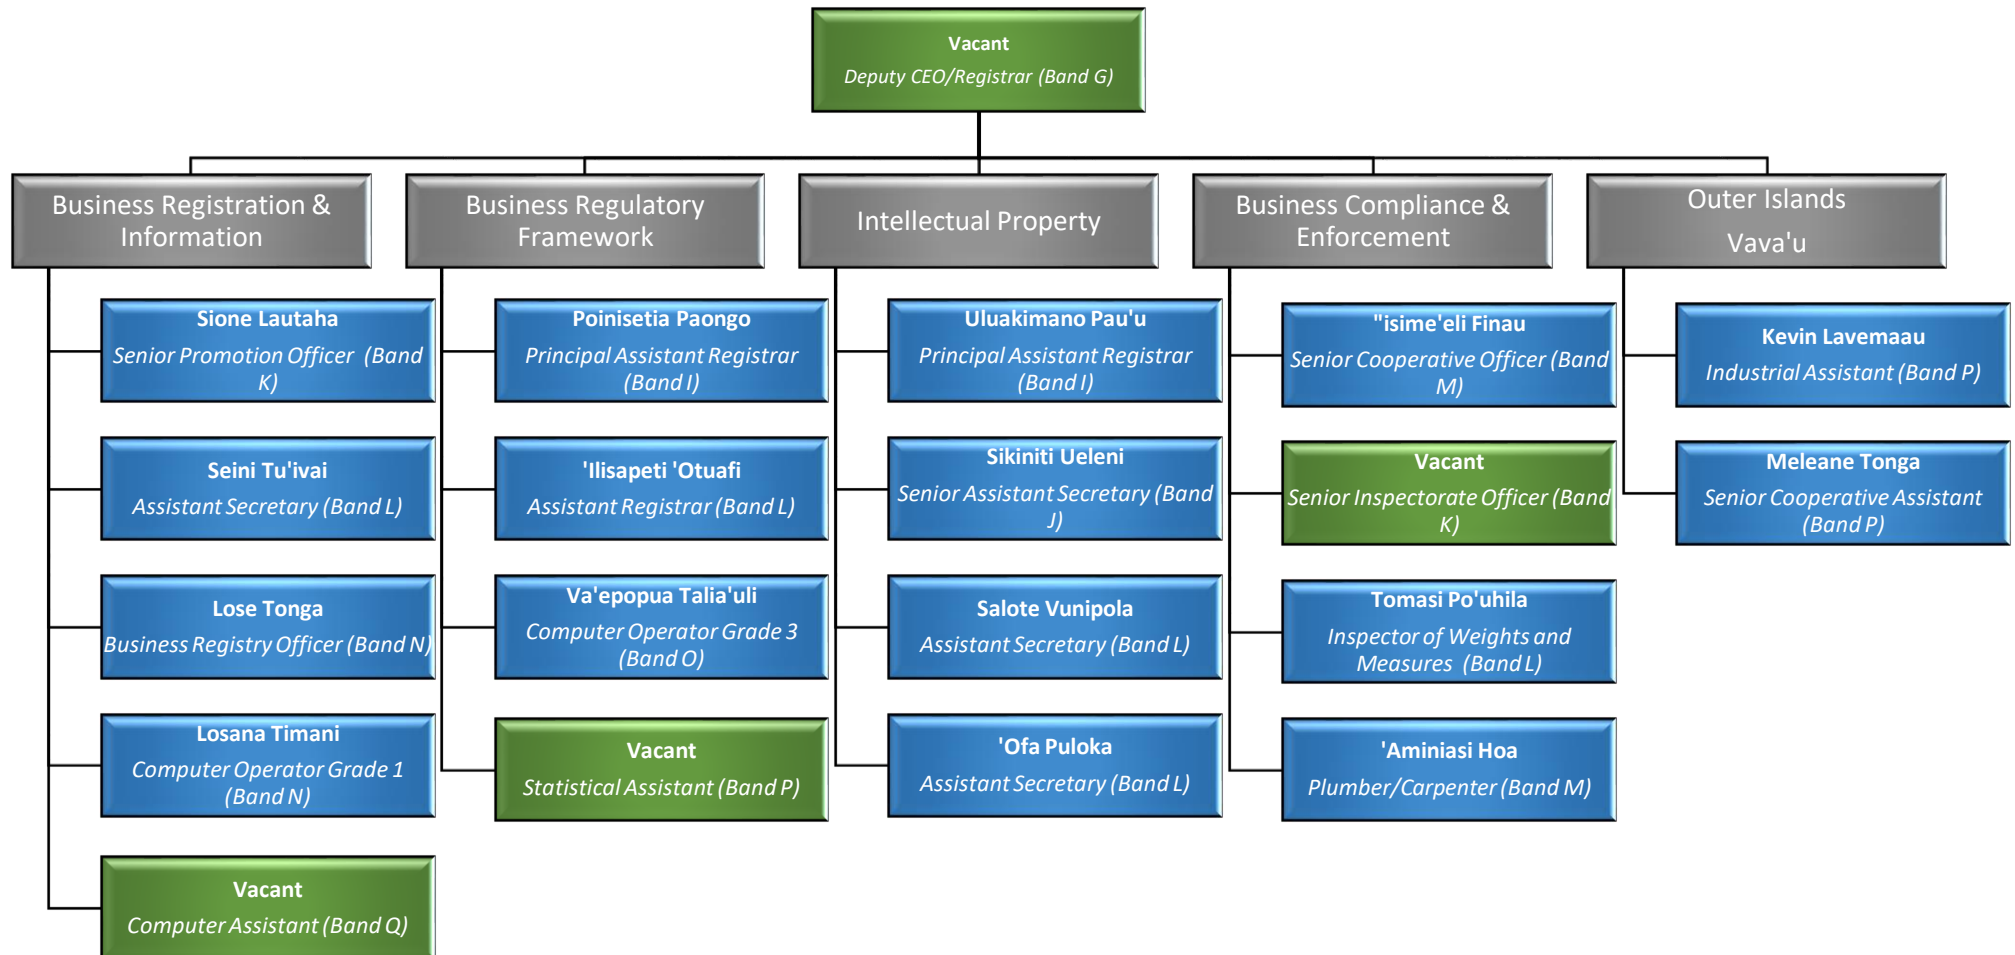 Vacant
Deputy CEO/Registrar (Band G)
Business Registration &
Information
Sione Lautaha
Senior Promotion Officer (Band
K)
Seini Tu'ivai
Assistant Secretary (Band L)
Lose Tonga
Business Registry Officer (Band N)
Losana Timani
Computer Operator Grade 1
(Band N)
Vacant
Computer Assistant (Band Q)
Business Regulatory
Framework
Poinisetia Paongo
Principal Assistant Registrar
(Band I)
'Ilisapeti 'Otuafi
Assistant Registrar (Band L)
Va'epopua Talia'uli
Computer Operator Grade 3
(Band O)
Vacant
Statistical Assistant (Band P)
Intellectual Property
Uluakimano Pau'u
Principal Assistant Registrar
(Band I)
Sikiniti Ueleni
Senior Assistant Secretary (Band
J)
Salote Vunipola
Assistant Secretary (Band L)
'Ofa Puloka
Assistant Secretary (Band L)
Business Compliance &
Enforcement
"isime'eli Finau
Senior Cooperative Officer (Band
M)
Vacant
Senior Inspectorate Officer (Band
K)
Tomasi Po'uhila
Inspector of Weights and
Measures (Band L)
'Aminiasi Hoa
Plumber/Carpenter (Band M)
Outer Islands
Vava'u
Kevin Lavemaau
Industrial Assistant (Band P)
Meleane Tonga
Senior Cooperative Assistant
(Band P)